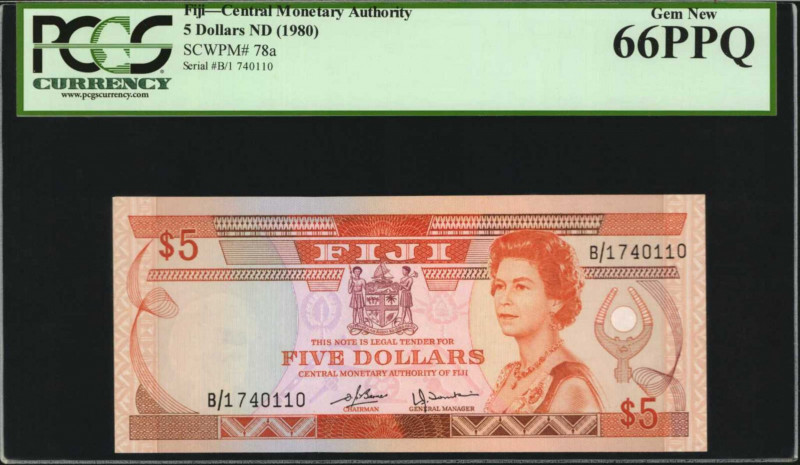 PCGS
CURRENCY
www.pcgscurrency.com
Fiji—Central Monetary Authority
5 Dollars ND (1980)
SCWPM# 78a
Serial #B/1 740110
Gem New
66PPQ
$5
FIJI
B/1740110
THIS NOTE IS LEGAL TENDER FOR
FIVE DOLLARS
CENTRAL MONETARY AUTHORITY OF FIJI
B/1740110
CHAIRMAN
GENERAL MANAGER
$5